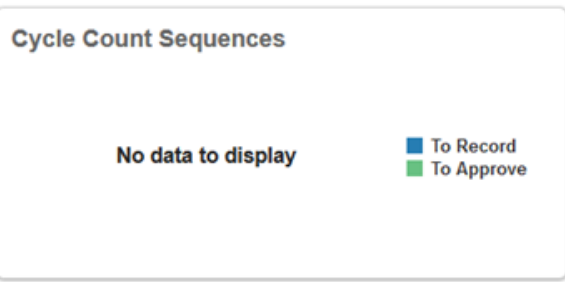 Cycle Count Sequences
No data to display
To Record
To Approve